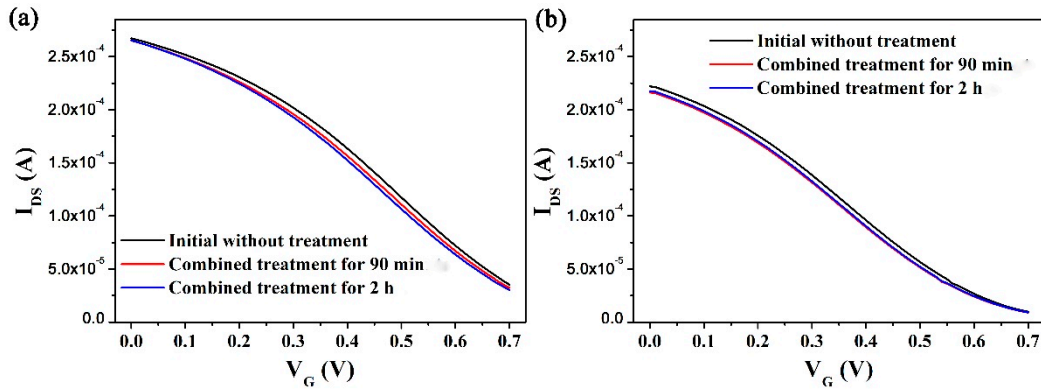 (a)
2.5x10⁻⁴
2.0x10⁻⁴
1.5x10⁻⁴
1.0x10⁻⁴
5.0x10⁻⁵
0.0
I_DS (A)
Initial without treatment
Combined treatment for 90 min
Combined treatment for 2 h
0.0 0.1 0.2 0.3 0.4 0.5 0.6 0.7
V_G (V)
(b)
2.5x10⁻⁴
2.0x10⁻⁴
1.5x10⁻⁴
1.0x10⁻⁴
5.0x10⁻⁵
0.0
I_DS (A)
Initial without treatment
Combined treatment for 90 min
Combined treatment for 2 h
0.0 0.1 0.2 0.3 0.4 0.5 0.6 0.7
V_G (V)